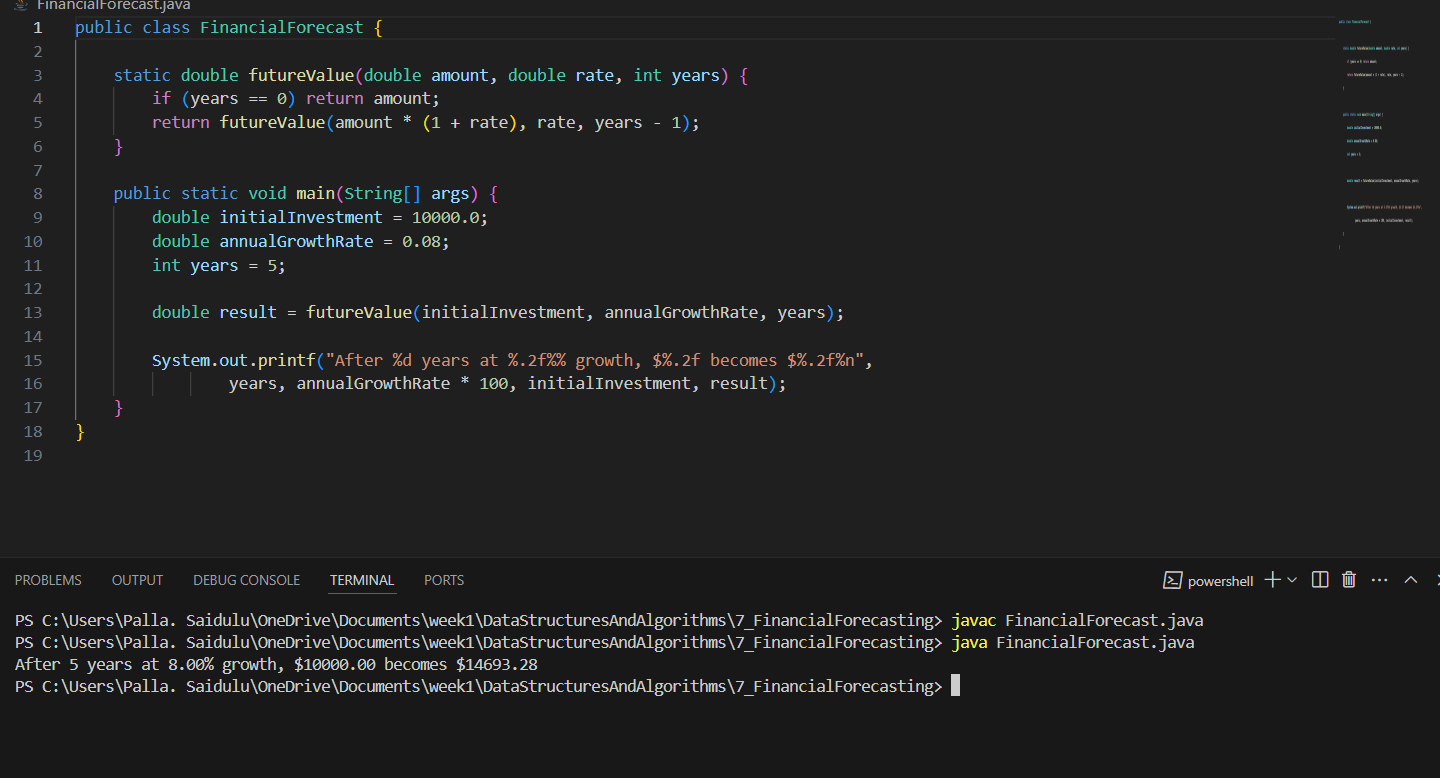 FinancialForecast.java
1 public class FinancialForecast {
2
3 static double futureValue(double amount, double rate, int years) {
4 if (years == 0) return amount;
5 return futureValue(amount * (1 + rate), rate, years - 1);
6 }
7
8 public static void main(String[] args) {
9 double initialInvestment = 10000.0;
10 double annualGrowthRate = 0.08;
11 int years = 5;
12
13 double result = futureValue(initialInvestment, annualGrowthRate, years);
14
15 System.out.printf("After %d years at %.2f%% growth, $%.2f becomes $%.2f%n",
16 years, annualGrowthRate * 100, initialInvestment, result);
17 }
18 }
19
PROBLEMS OUTPUT DEBUG CONSOLE TERMINAL PORTS powershell
PS C:\Users\Palla. Saidulu\OneDrive\Documents\week1\DataStructuresAndAlgorithms\7_FinancialForecasting> javac FinancialForecast.java
PS C:\Users\Palla. Saidulu\OneDrive\Documents\week1\DataStructuresAndAlgorithms\7_FinancialForecasting> java FinancialForecast.java
After 5 years at 8.00% growth, $10000.00 becomes $14693.28
PS C:\Users\Palla. Saidulu\OneDrive\Documents\week1\DataStructuresAndAlgorithms\7_FinancialForecasting>